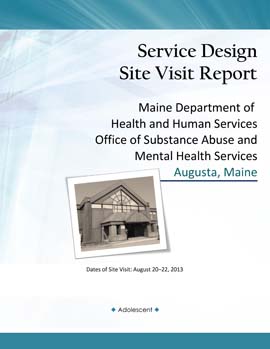 Service Design
Site Visit Report
Maine Department of
Health and Human Services
Office of Substance Abuse and
Mental Health Services
Augusta, Maine
Dates of Site Visit: August 20–22, 2013
◆ Adolescent ◆